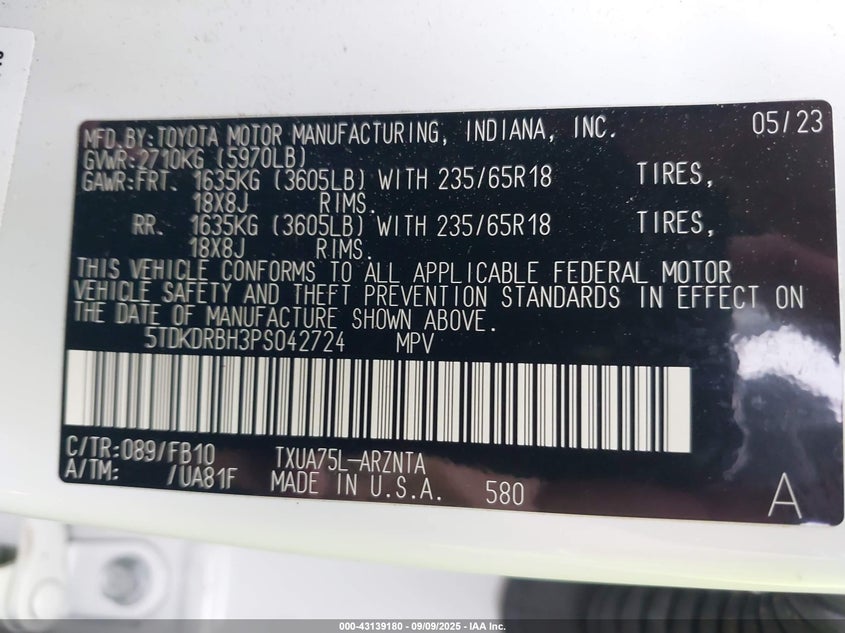 MFD.BY:TOYOTA MOTOR MANUFACTURING, INDIANA, INC. 05/23
GVWR:2710KG (5970LB)
GAWR:FRT. 1635KG (3605LB) WITH 235/65R18 TIRES,
18X8J RIMS.
RR. 1635KG (3605LB) WITH 235/65R18 TIRES,
18X8J RIMS.
THIS VEHICLE CONFORMS TO ALL APPLICABLE FEDERAL MOTOR
VEHICLE SAFETY AND THEFT PREVENTION STANDARDS IN EFFECT ON
THE DATE OF MANUFACTURE SHOWN ABOVE.
5TDKDRBH3PS042724 MPV
C/TR:089/FB10 TXUA75L-ARZNTA
A/TM: /UA81F MADE IN U.S.A. 580 A
000-43139180 - 09/09/2025 - IAA Inc.